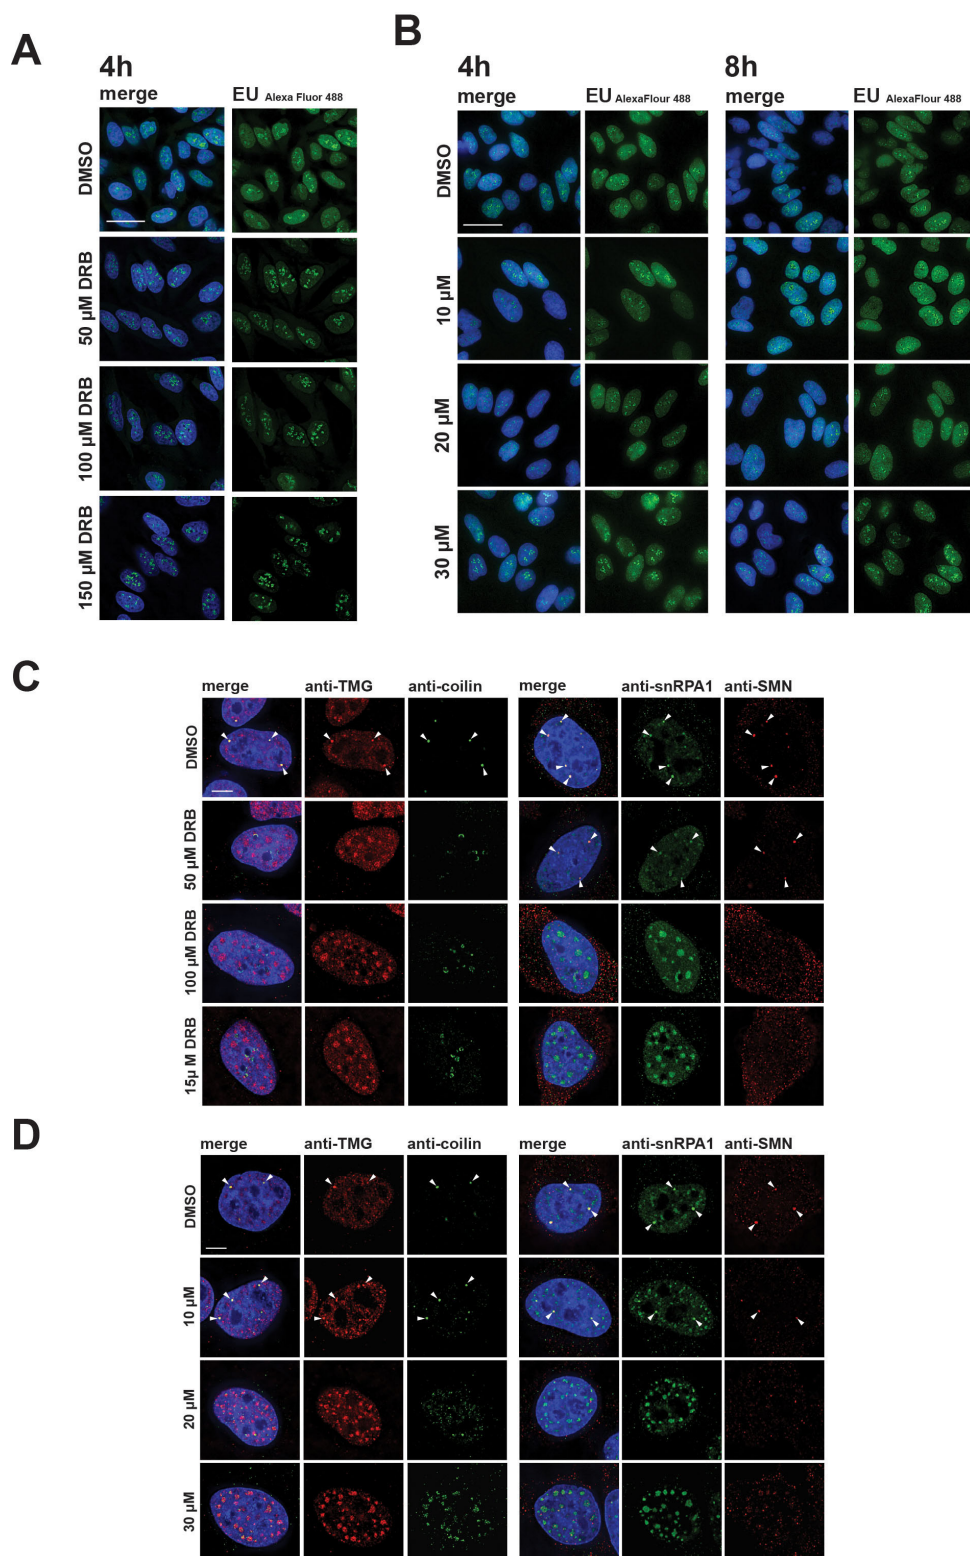 A
4h
merge
EU Alexa Fluor 488
DMSO
50 µM DRB
100 µM DRB
150 µM DRB
B
4h
8h
merge
EU AlexaFlour 488
merge
EU AlexaFlour 488
DMSO
10 µM
20 µM
30 µM
C
merge
anti-TMG
anti-coilin
merge
anti-snRPA1
anti-SMN
DMSO
50 µM DRB
100 µM DRB
15µ M DRB
D
merge
anti-TMG
anti-coilin
merge
anti-snRPA1
anti-SMN
DMSO
10 µM
20 µM
30 µM